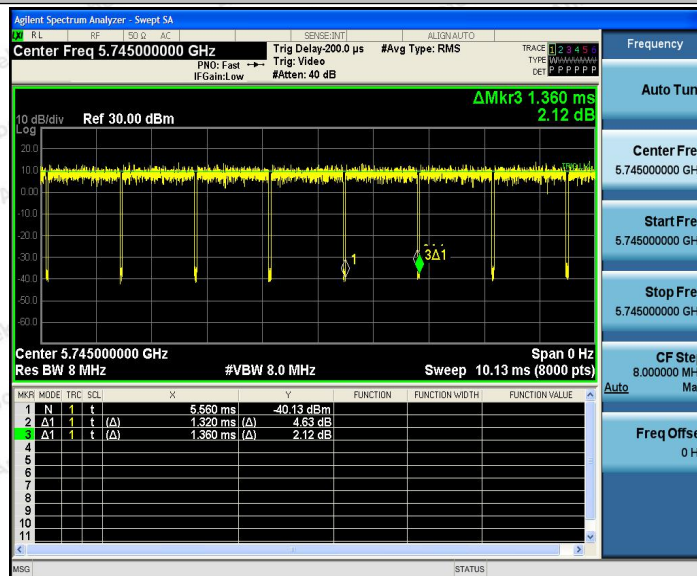 Agilent Spectrum Analyzer - Swept SA
RL RF 50 Ω AC SENSE:INT ALIGNAUTO
Center Freq 5.745000000 GHz
PNO: Fast
IFGain:Low
Trig Delay-200.0 µs
Trig: Video
#Atten: 40 dB
#Avg Type: RMS
TRACE 1 2 3 4 5 6
TYPE
DET P P P P P P
ΔMkr3 1.360 ms
2.12 dB
10 dB/div Ref 30.00 dBm
Log
20.0
10.0
0.00
-10.0
-20.0
-30.0
-40.0
-50.0
-60.0
1
3Δ1
Center 5.745000000 GHz Span 0 Hz
Res BW 8 MHz #VBW 8.0 MHz Sweep 10.13 ms (8000 pts)
MKR MODE TRC SCL X Y FUNCTION FUNCTION WIDTH FUNCTION VALUE
1 N 1 t 5.560 ms -40.13 dBm
2 Δ1 1 t (Δ) 1.320 ms (Δ) 4.63 dB
3 Δ1 1 t (Δ) 1.360 ms (Δ) 2.12 dB
4
5
6
7
8
9
10
11
MSG STATUS
Frequency
Auto Tun
Center Fre
5.745000000 GH
Start Fre
5.745000000 GH
Stop Fre
5.745000000 GH
CF Ste
8.000000 MH
Auto Ma
Freq Offse
0 H